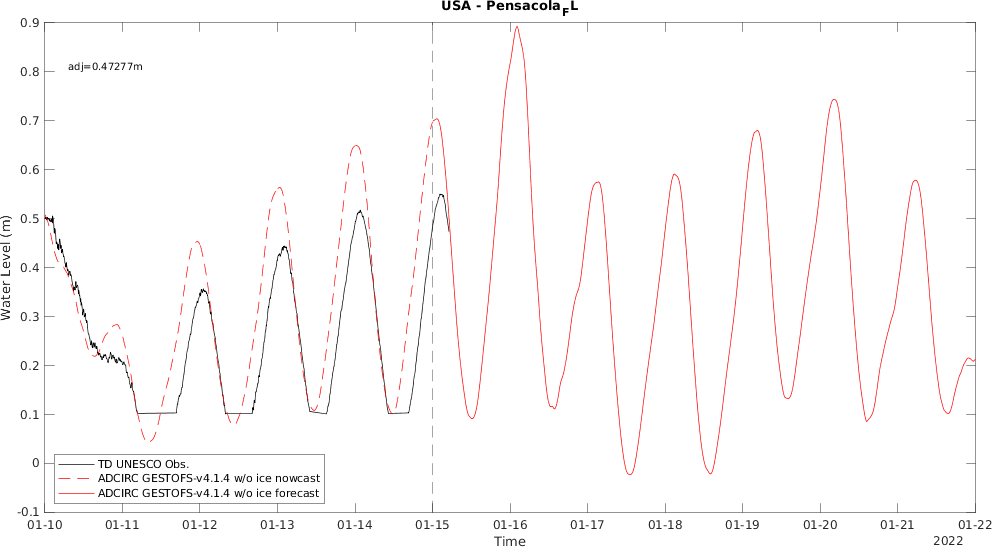 USA - Pensacola_FL
adj=0.47277m
Water Level (m)
0.9
0.8
0.7
0.6
0.5
0.4
0.3
0.2
0.1
0
-0.1
TD UNESCO Obs.
ADCIRC GESTOFS-v4.1.4 w/o ice nowcast
ADCIRC GESTOFS-v4.1.4 w/o ice forecast
01-10 01-11 01-12 01-13 01-14 01-15 01-16 01-17 01-18 01-19 01-20 01-21 01-22
Time
2022